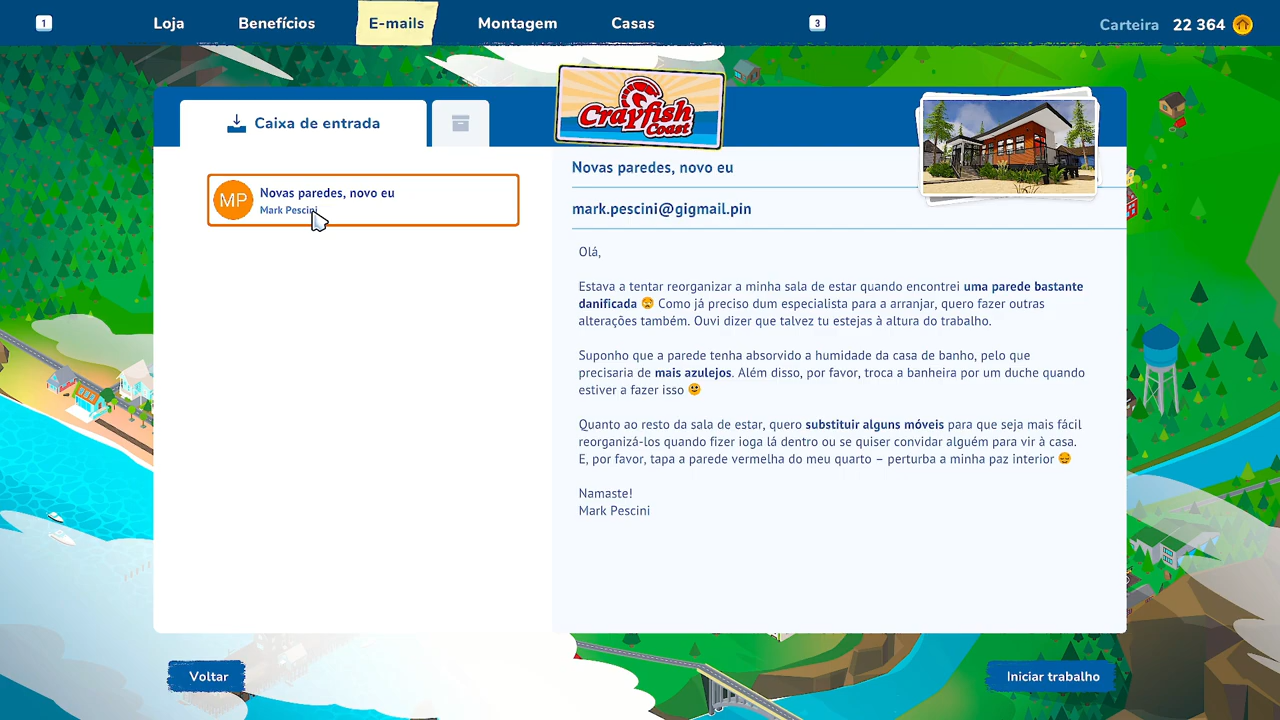 1
Loja
Benefícios
E-mails
Montagem
Casas
3
Carteira 22 364
Caixa de entrada
Crayfish
Coast
MP
Novas paredes, novo eu
Mark Pescini
Novas paredes, novo eu
mark.pescini@gigmail.pin
Olá,
Estava a tentar reorganizar a minha sala de estar quando encontrei uma parede bastante
danificada 😤 Como já preciso dum especialista para a arranjar, quero fazer outras
alterações também. Ouvi dizer que talvez tu estejas à altura do trabalho.
Suponho que a parede tenha absorvido a humidade da casa de banho, pelo que
precisaria de mais azulejos. Além disso, por favor, troca a banheira por um duche quando
estiver a fazer isso 😃
Quanto ao resto da sala de estar, quero substituir alguns móveis para que seja mais fácil
reorganizá-los quando fizer ioga lá dentro ou se quiser convidar alguém para vir à casa.
E, por favor, tapa a parede vermelha do meu quarto – perturba a minha paz interior 😌
Namaste!
Mark Pescini
Voltar
Iniciar trabalho